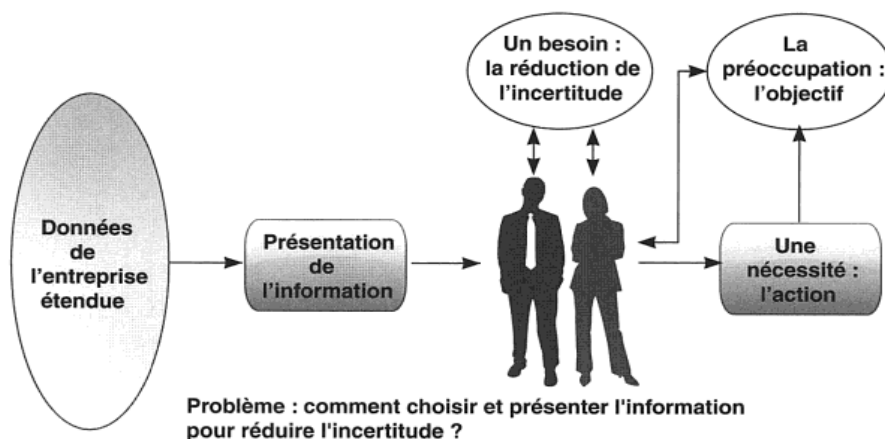 Un besoin :
la réduction de
l'incertitude
La
préoccupation :
l'objectif
Données
de
l'entreprise
étendue
Présentation
de
l'information
Une
nécessité :
l'action
Problème : comment choisir et présenter l'information
pour réduire l'incertitude ?